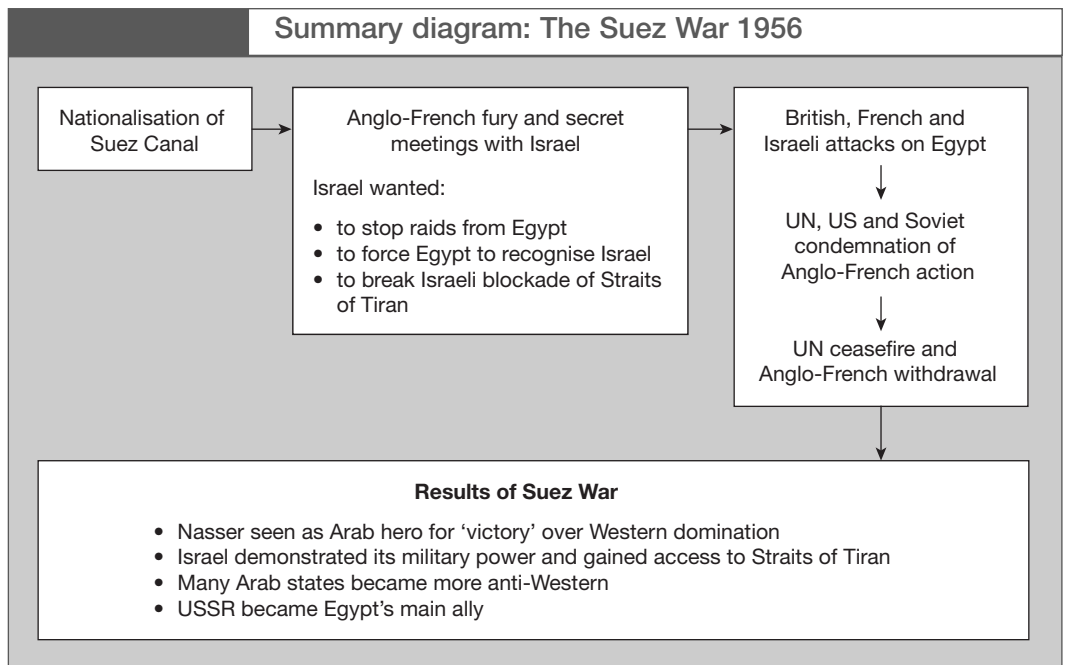 Summary diagram: The Suez War 1956
Nationalisation of
Suez Canal
Anglo-French fury and secret
meetings with Israel
Israel wanted:
• to stop raids from Egypt
• to force Egypt to recognise Israel
• to break Israeli blockade of Straits
of Tiran
British, French and
Israeli attacks on Egypt
UN, US and Soviet
condemnation of
Anglo-French action
UN ceasefire and
Anglo-French withdrawal
Results of Suez War
• Nasser seen as Arab hero for ‘victory’ over Western domination
• Israel demonstrated its military power and gained access to Straits of Tiran
• Many Arab states became more anti-Western
• USSR became Egypt’s main ally